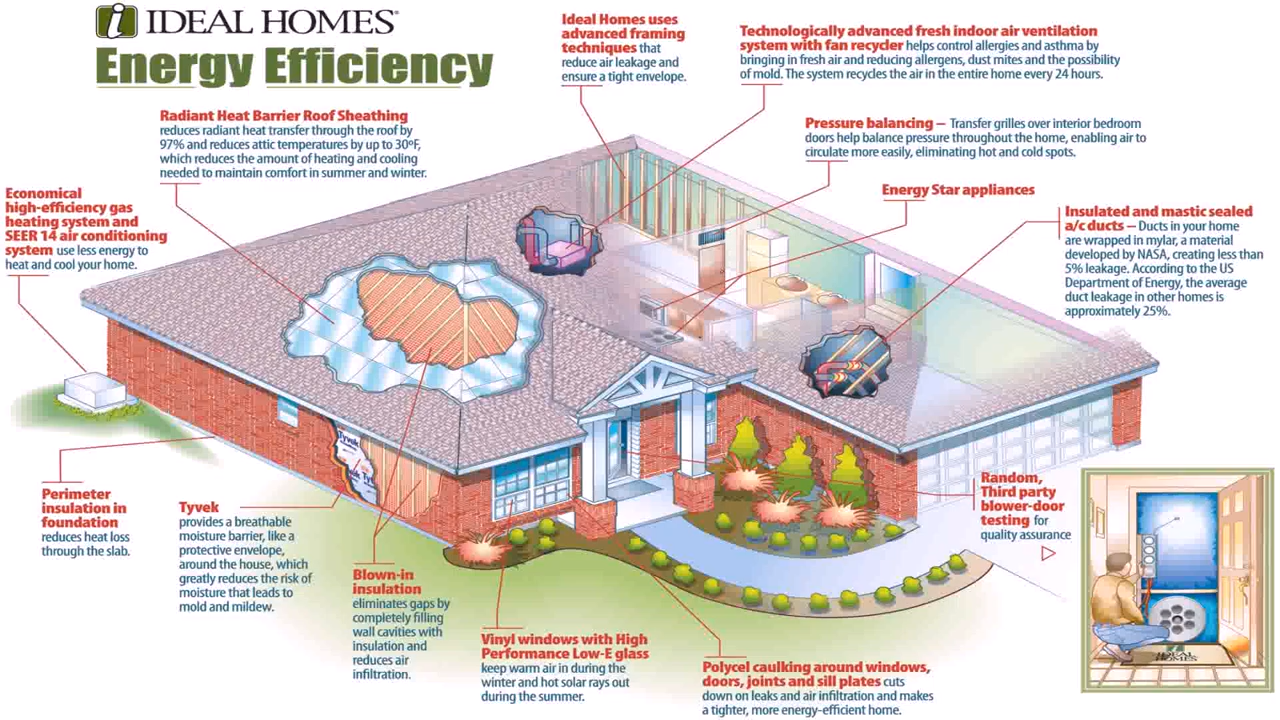 i IDEAL HOMES®
Energy Efficiency
Ideal Homes uses
advanced framing
techniques that
reduce air leakage and
ensure a tight envelope.
Technologically advanced fresh indoor air ventilation
system with fan recycler helps control allergies and asthma by
bringing in fresh air and reducing allergens, dust mites and the possibility
of mold. The system recycles the air in the entire home every 24 hours.
Radiant Heat Barrier Roof Sheathing
reduces radiant heat transfer through the roof by
97% and reduces attic temperatures by up to 30ºF,
which reduces the amount of heating and cooling
needed to maintain comfort in summer and winter.
Pressure balancing — Transfer grilles over interior bedroom
doors help balance pressure throughout the home, enabling air to
circulate more easily, eliminating hot and cold spots.
Energy Star appliances
Economical
high-efficiency gas
heating system and
SEER 14 air conditioning
system use less energy to
heat and cool your home.
Insulated and mastic sealed
a/c ducts — Ducts in your home
are wrapped in mylar, a material
developed by NASA, creating less than
5% leakage. According to the US
Department of Energy, the average
duct leakage in other homes is
approximately 25%.
Tyvek
Perimeter
insulation in
foundation
reduces heat loss
through the slab.
Tyvek
provides a breathable
moisture barrier, like a
protective envelope,
around the house, which
greatly reduces the risk of
moisture that leads to
mold and mildew.
Blown-in
insulation
eliminates gaps by
completely filling
wall cavities with
insulation and
reduces air
infiltration.
Vinyl windows with High
Performance Low-E glass
keep warm air in during the
winter and hot solar rays out
during the summer.
Polycel caulking around windows,
doors, joints and sill plates cuts
down on leaks and air infiltration and makes
a tighter, more energy-efficient home.
Random,
Third party
blower-door
testing for
quality assurance
IDEAL
HOMES